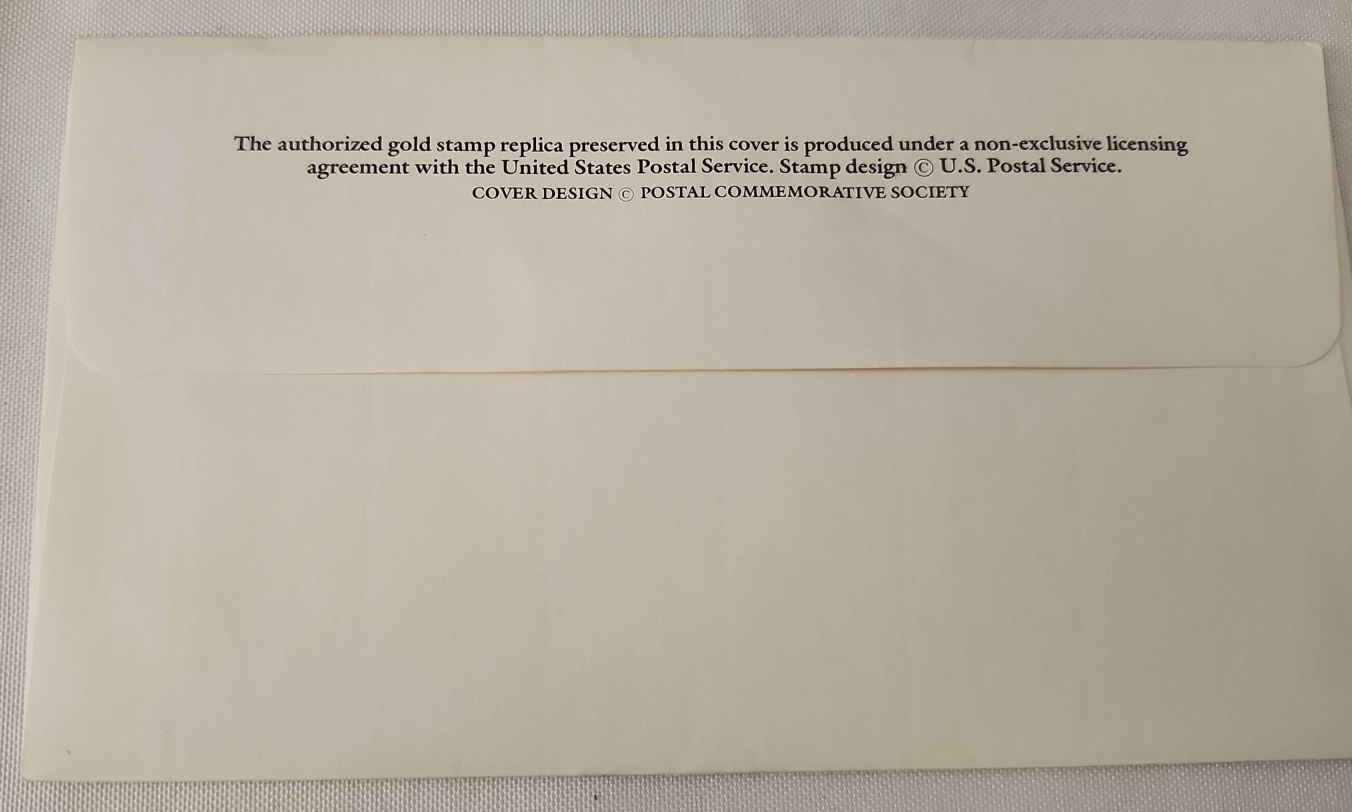 The authorized gold stamp replica preserved in this cover is produced under a non-exclusive licensing
agreement with the United States Postal Service. Stamp design © U.S. Postal Service.
COVER DESIGN © POSTAL COMMEMORATIVE SOCIETY